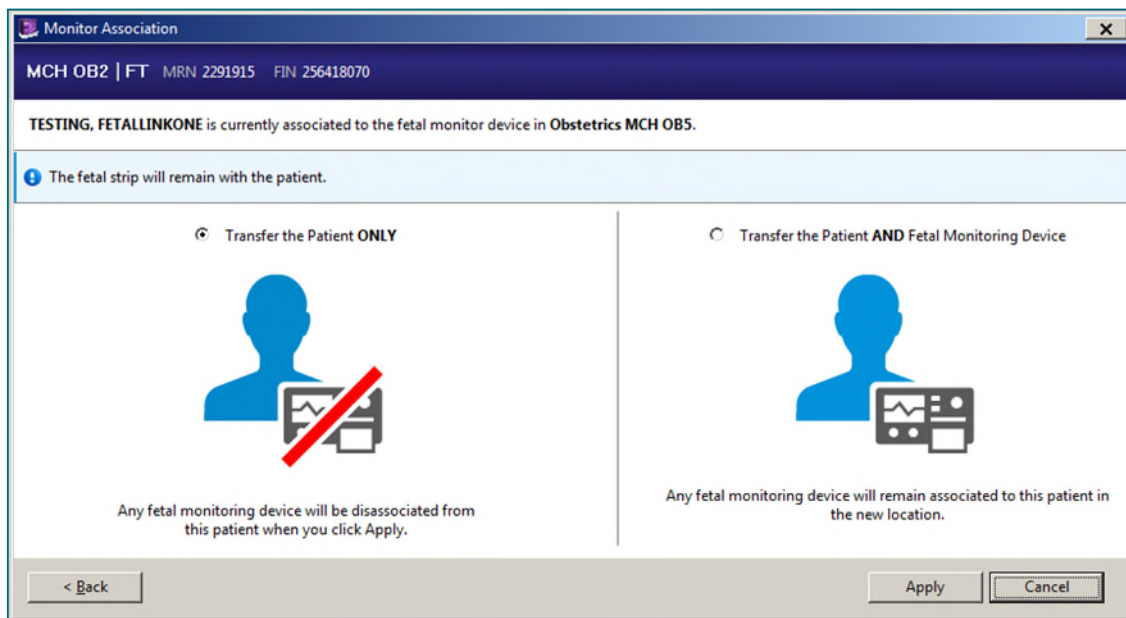 Monitor Association
MCH OB2 | FT MRN 2291915 FIN 256418070
TESTING, FETALLINKONE is currently associated to the fetal monitor device in Obstetrics MCH OB5.
The fetal strip will remain with the patient.
Transfer the Patient ONLY
Any fetal monitoring device will be disassociated from
this patient when you click Apply.
Transfer the Patient AND Fetal Monitoring Device
Any fetal monitoring device will remain associated to this patient in
the new location.
< Back
Apply
Cancel